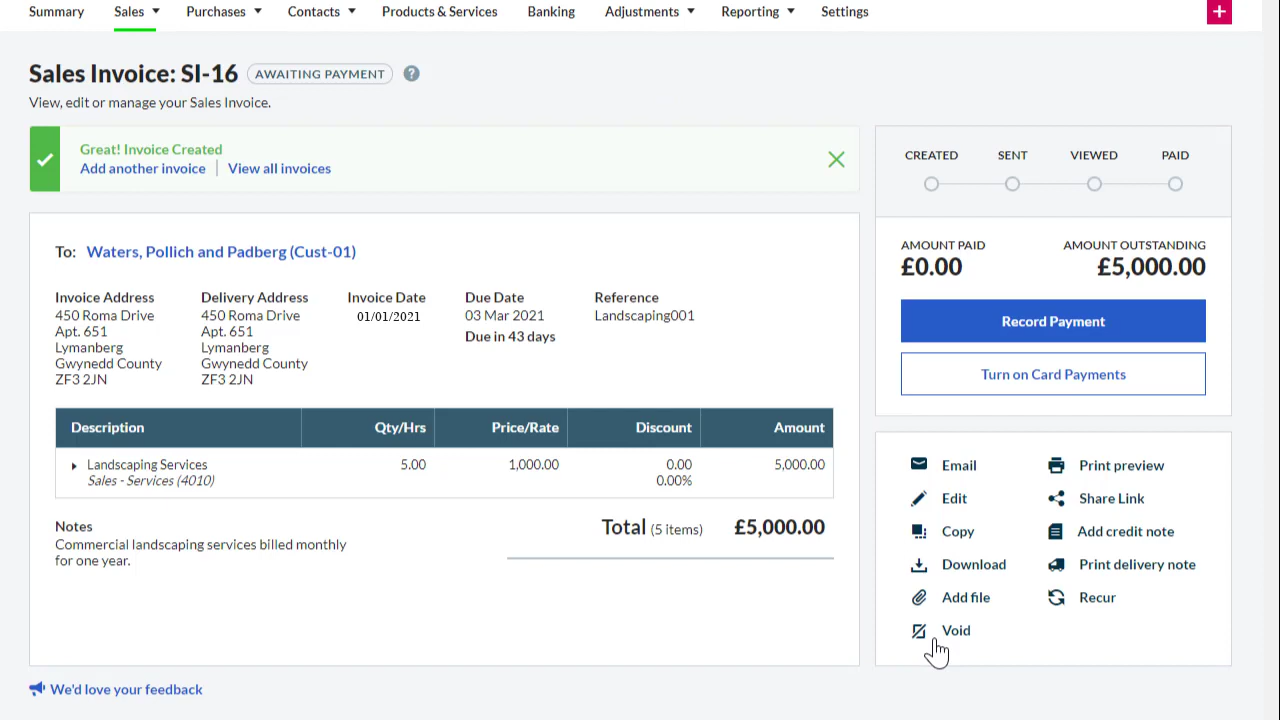 Summary Sales Purchases Contacts Products & Services Banking Adjustments Reporting Settings +
Sales Invoice: SI-16 AWAITING PAYMENT ?
View, edit or manage your Sales Invoice.
Great! Invoice Created
Add another invoice | View all invoices
To: Waters, Pollich and Padberg (Cust-01)
Invoice Address
450 Roma Drive
Apt. 651
Lymanberg
Gwynedd County
ZF3 2JN
Delivery Address
450 Roma Drive
Apt. 651
Lymanberg
Gwynedd County
ZF3 2JN
Invoice Date
01/01/2021
Due Date
03 Mar 2021
Due in 43 days
Reference
Landscaping001
Description Qty/Hrs Price/Rate Discount Amount
Landscaping Services 5.00 1,000.00 0.00 5,000.00
Sales - Services (4010) 0.00%
Notes
Commercial landscaping services billed monthly
for one year.
Total (5 items) £5,000.00
CREATED SENT VIEWED PAID
AMOUNT PAID AMOUNT OUTSTANDING
£0.00 £5,000.00
Record Payment
Turn on Card Payments
Email Print preview
Edit Share Link
Copy Add credit note
Download Print delivery note
Add file Recur
Void
We'd love your feedback